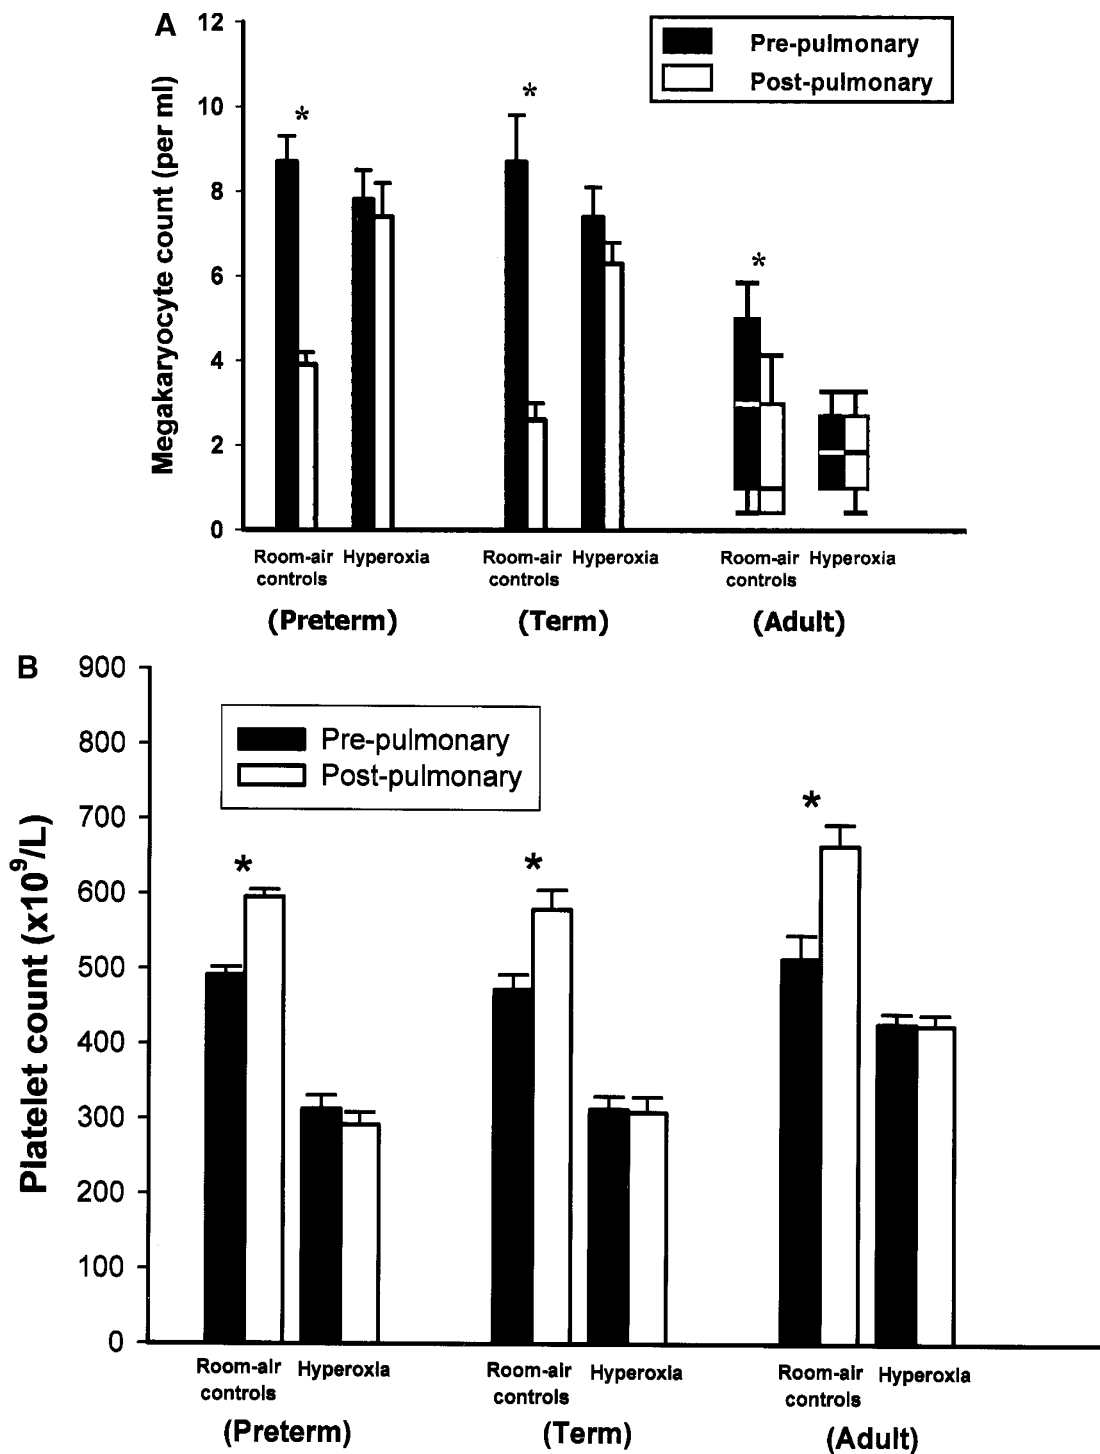 A
12
10
8
6
4
2
0
Megakaryocyte count (per ml)
Pre-pulmonary
Post-pulmonary
*
*
*
Room-air Hyperoxia Room-air Hyperoxia Room-air Hyperoxia
controls controls controls
(Preterm) (Term) (Adult)
B
900
800
700
600
500
400
300
200
100
0
Platelet count (x10⁹/L)
Pre-pulmonary
Post-pulmonary
*
*
*
Room-air Hyperoxia Room-air Hyperoxia Room-air Hyperoxia
controls controls controls
(Preterm) (Term) (Adult)